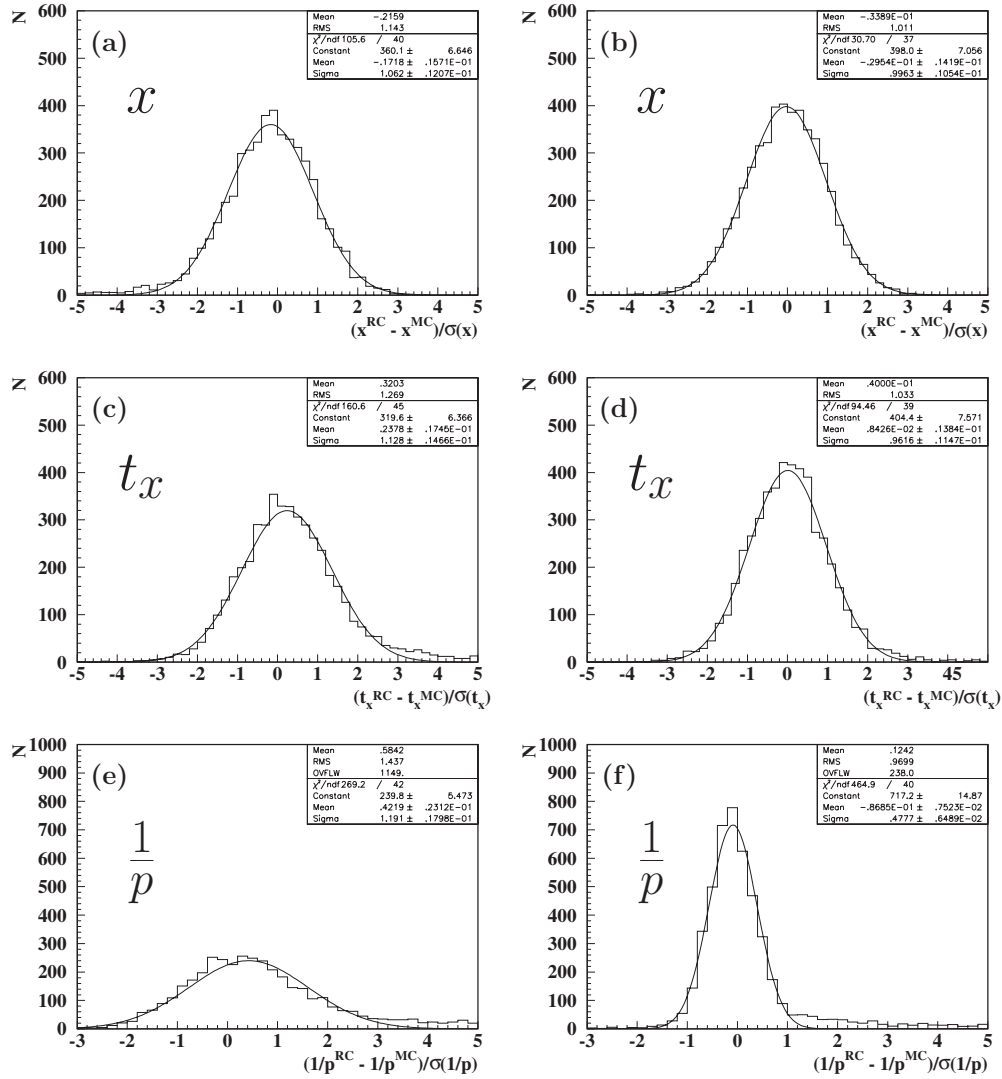 N
600
500
400
300
200
100
0
(a)
x
Mean -.2159
RMS 1.143
χ²/ndf 105.6 / 40
Constant 360.1 ± 6.646
Mean -.1718 ± .1571E-01
Sigma 1.062 ± .1207E-01
-5 -4 -3 -2 -1 0 1 2 3 4 5
(x^RC - x^MC)/σ(x)
N
600
500
400
300
200
100
0
(b)
x
Mean -.3389E-01
RMS 1.011
χ²/ndf 30.70 / 37
Constant 398.0 ± 7.056
Mean -.2954E-01 ± .1419E-01
Sigma .9963 ± .1054E-01
-5 -4 -3 -2 -1 0 1 2 3 4 5
(x^RC - x^MC)/σ(x)
N
600
500
400
300
200
100
0
(c)
t_x
Mean .3203
RMS 1.269
χ²/ndf 160.6 / 45
Constant 319.6 ± 6.366
Mean .2378 ± .1745E-01
Sigma 1.128 ± .1466E-01
-5 -4 -3 -2 -1 0 1 2 3 4 5
(t_x^RC - t_x^MC)/σ(t_x)
N
600
500
400
300
200
100
0
(d)
t_x
Mean .4000E-01
RMS 1.033
χ²/ndf 94.46 / 39
Constant 404.4 ± 7.571
Mean .8426E-02 ± .1384E-01
Sigma .9616 ± .1147E-01
-5 -4 -3 -2 -1 0 1 2 3 45
(t_x^RC - t_x^MC)/σ(t_x)
N
1000
900
800
700
600
500
400
300
200
100
0
(e)
1/p
Mean .5842
RMS 1.437
OVFLW 1149.
χ²/ndf 269.2 / 42
Constant 239.8 ± 5.473
Mean .4219 ± .2312E-01
Sigma 1.191 ± .1798E-01
-3 -2 -1 0 1 2 3 4 5
(1/p^RC - 1/p^MC)/σ(1/p)
N
1000
900
800
700
600
500
400
300
200
100
0
(f)
1/p
Mean .1242
RMS .9699
OVFLW 238.0
χ²/ndf 464.9 / 40
Constant 717.2 ± 14.87
Mean -.8685E-01 ± .7523E-02
Sigma .4777 ± .6489E-02
-3 -2 -1 0 1 2 3 4 5
(1/p^RC - 1/p^MC)/σ(1/p)